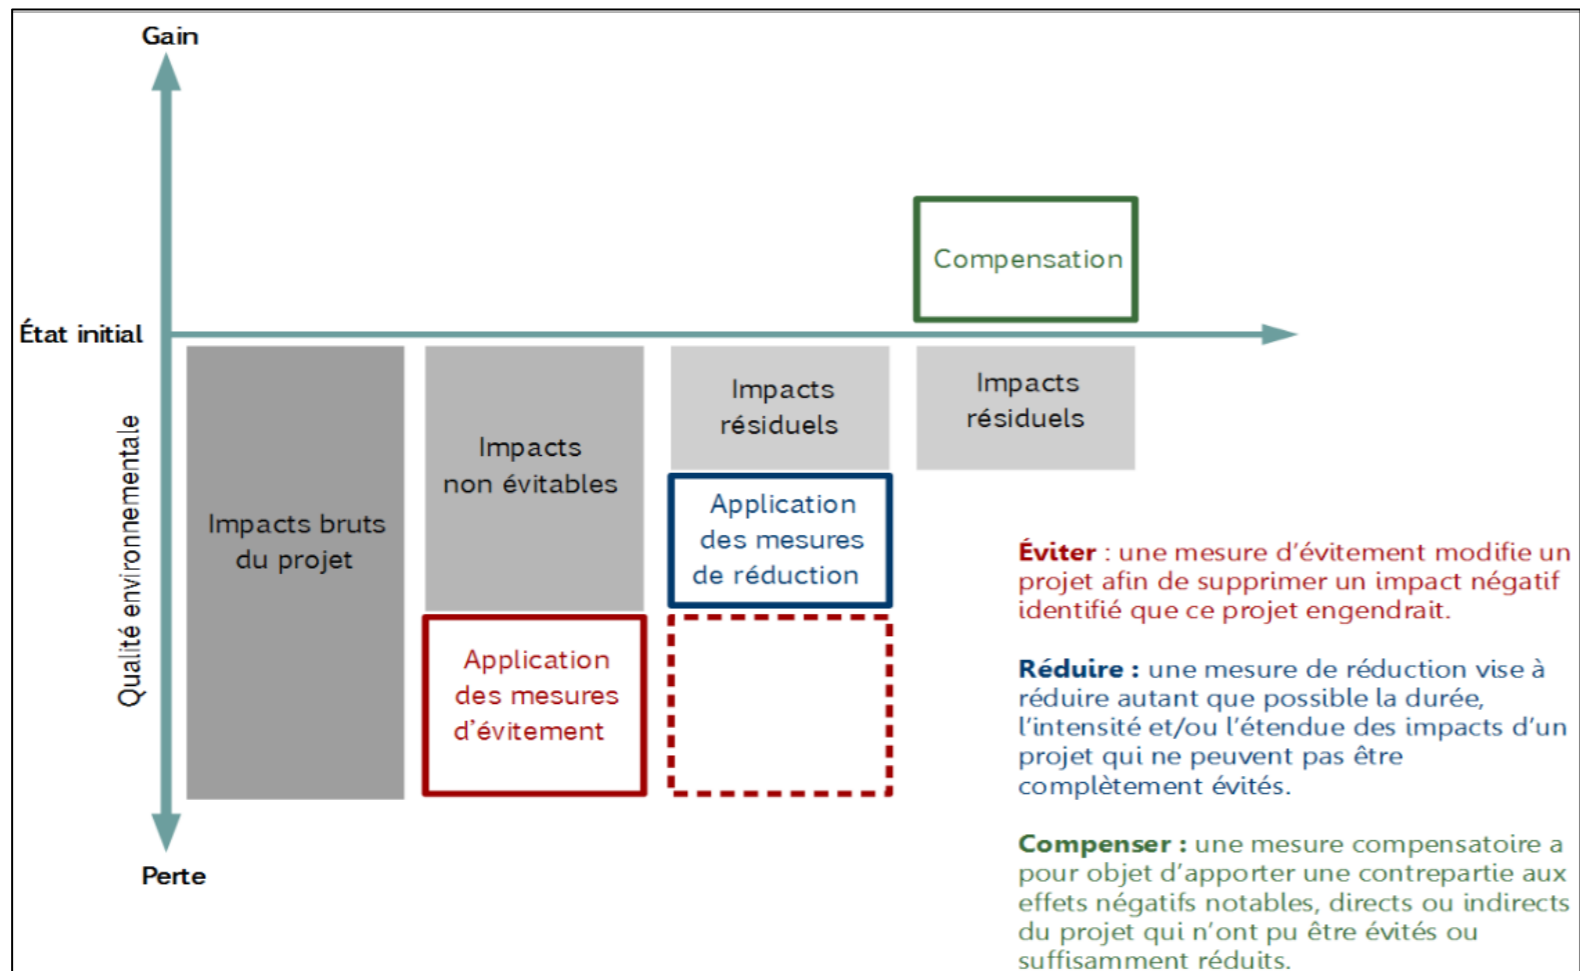 Gain
État initial
Qualité environnementale
Perte
Impacts bruts
du projet
Impacts
non évitables
Application
des mesures
d'évitement
Impacts
résiduels
Application
des mesures
de réduction
Compensation
Impacts
résiduels
Éviter : une mesure d'évitement modifie un
projet afin de supprimer un impact négatif
identifié que ce projet engendrait.
Réduire : une mesure de réduction vise à
réduire autant que possible la durée,
l'intensité et/ou l'étendue des impacts d'un
projet qui ne peuvent pas être
complètement évités.
Compenser : une mesure compensatoire a
pour objet d'apporter une contrepartie aux
effets négatifs notables, directs ou indirects
du projet qui n'ont pu être évités ou
suffisamment réduits.